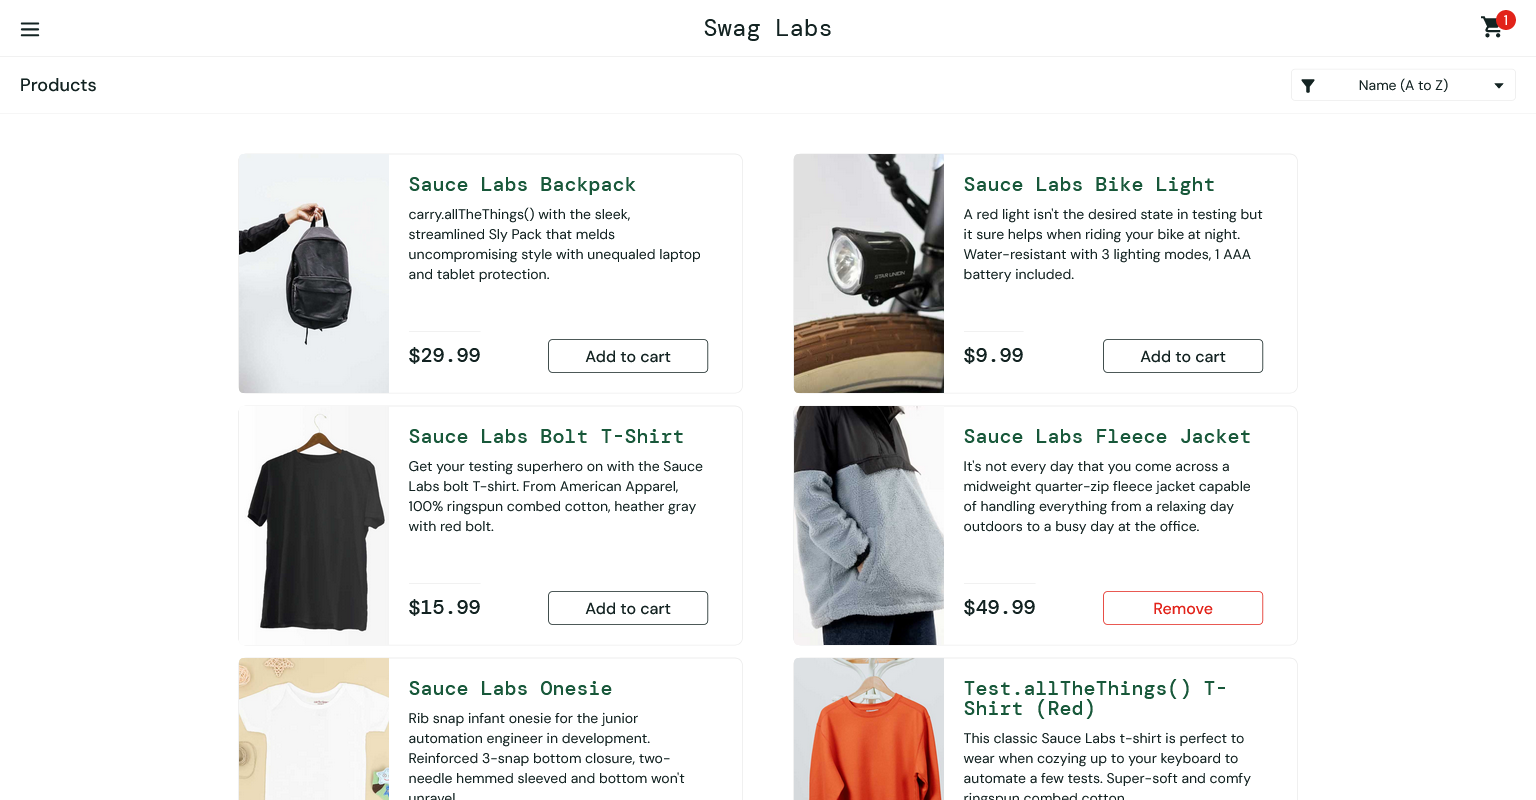 Swag Labs
1
Products
Name (A to Z)
Sauce Labs Backpack
carry.allTheThings() with the sleek,
streamlined Sly Pack that melds
uncompromising style with unequaled laptop
and tablet protection.
$29.99
Add to cart
Sauce Labs Bike Light
A red light isn't the desired state in testing but
it sure helps when riding your bike at night.
Water-resistant with 3 lighting modes, 1 AAA
battery included.
STAR UNION
$9.99
Add to cart
Sauce Labs Bolt T-Shirt
Get your testing superhero on with the Sauce
Labs bolt T-shirt. From American Apparel,
100% ringspun combed cotton, heather gray
with red bolt.
$15.99
Add to cart
Sauce Labs Fleece Jacket
It's not every day that you come across a
midweight quarter-zip fleece jacket capable
of handling everything from a relaxing day
outdoors to a busy day at the office.
$49.99
Remove
Sauce Labs Onesie
Rib snap infant onesie for the junior
automation engineer in development.
Reinforced 3-snap bottom closure, two-
needle hemmed sleeved and bottom won't
unravel.
Test.allTheThings() T-
Shirt (Red)
This classic Sauce Labs t-shirt is perfect to
wear when cozying up to your keyboard to
automate a few tests. Super-soft and comfy
ringspun combed cotton.